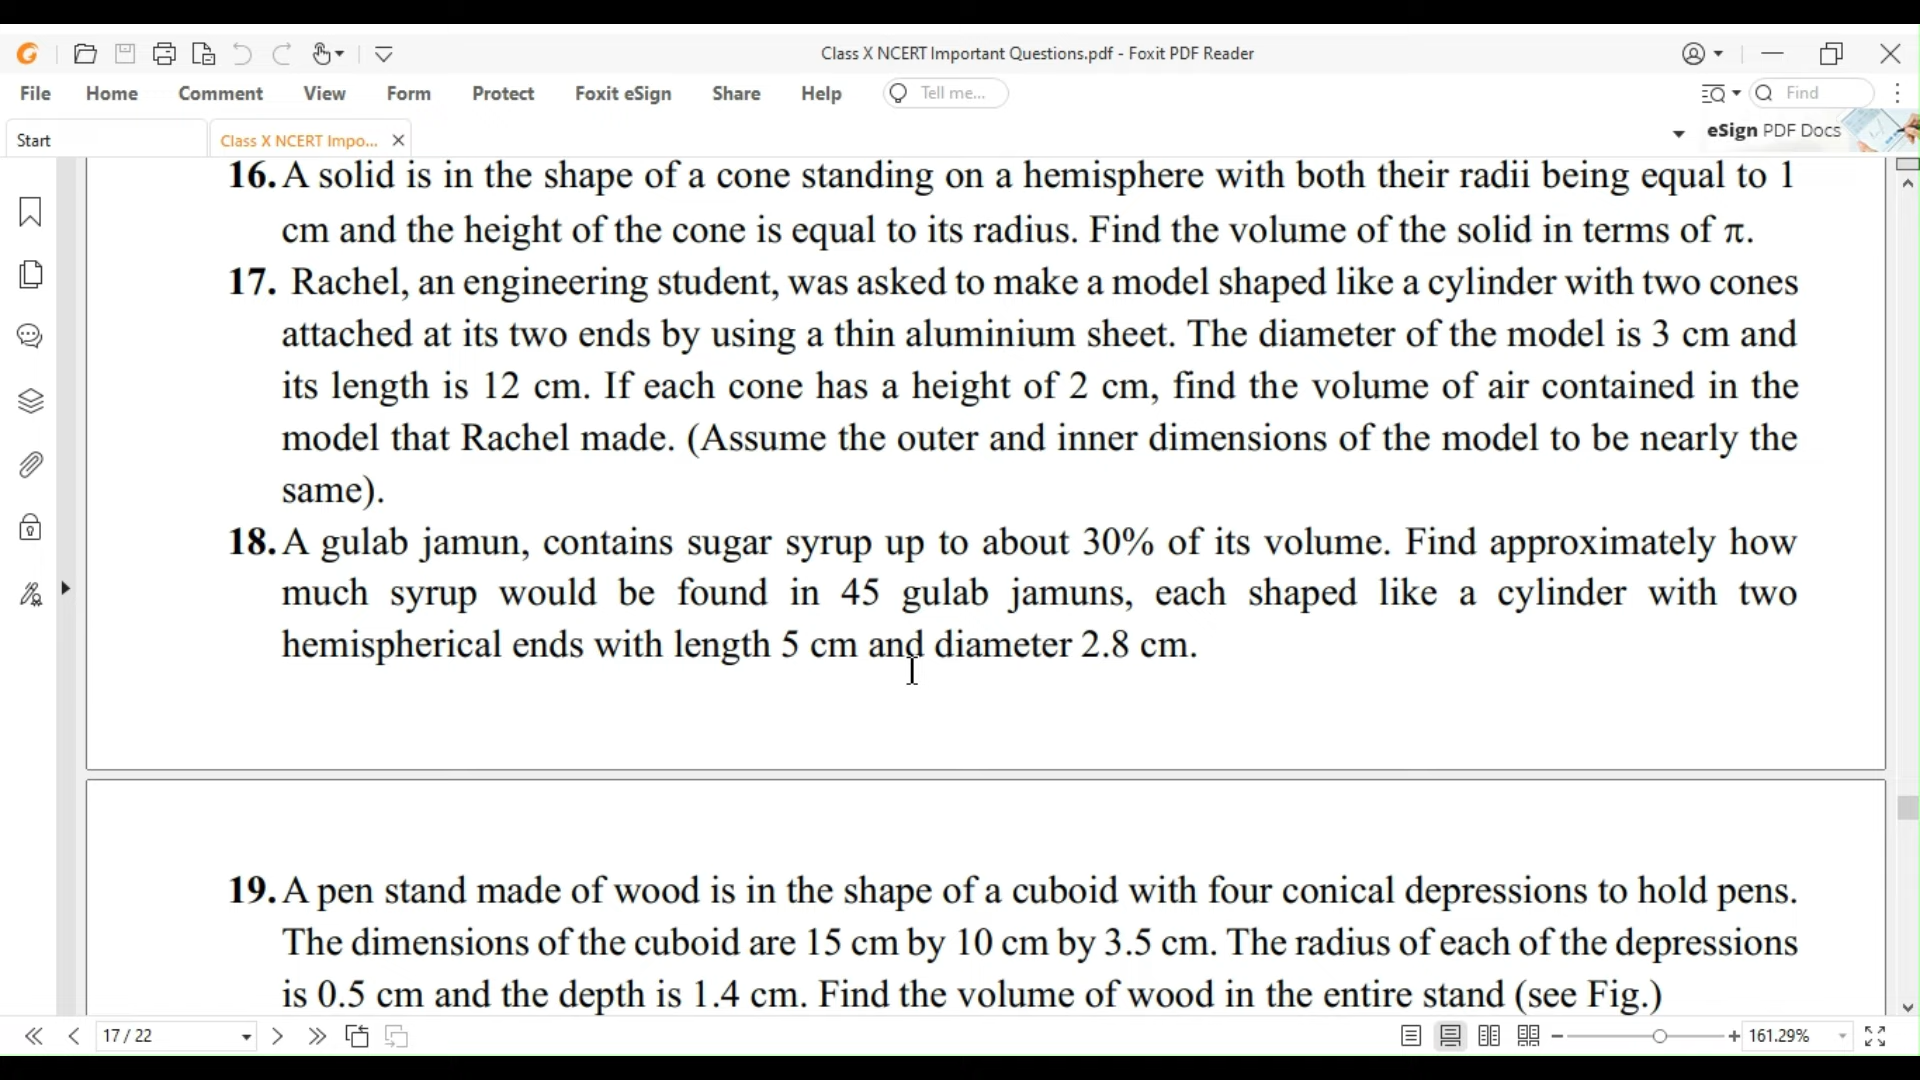 Class X NCERT Important Questions.pdf - Foxit PDF Reader
File Home Comment View Form Protect Foxit eSign Share Help Tell me... Find
Start Class X NCERT Impo... eSign PDF Docs
16. A solid is in the shape of a cone standing on a hemisphere with both their radii being equal to 1
cm and the height of the cone is equal to its radius. Find the volume of the solid in terms of π.
17. Rachel, an engineering student, was asked to make a model shaped like a cylinder with two cones
attached at its two ends by using a thin aluminium sheet. The diameter of the model is 3 cm and
its length is 12 cm. If each cone has a height of 2 cm, find the volume of air contained in the
model that Rachel made. (Assume the outer and inner dimensions of the model to be nearly the
same).
18. A gulab jamun, contains sugar syrup up to about 30% of its volume. Find approximately how
much syrup would be found in 45 gulab jamuns, each shaped like a cylinder with two
hemispherical ends with length 5 cm and diameter 2.8 cm.
19. A pen stand made of wood is in the shape of a cuboid with four conical depressions to hold pens.
The dimensions of the cuboid are 15 cm by 10 cm by 3.5 cm. The radius of each of the depressions
is 0.5 cm and the depth is 1.4 cm. Find the volume of wood in the entire stand (see Fig.)
17 / 22 161.29%